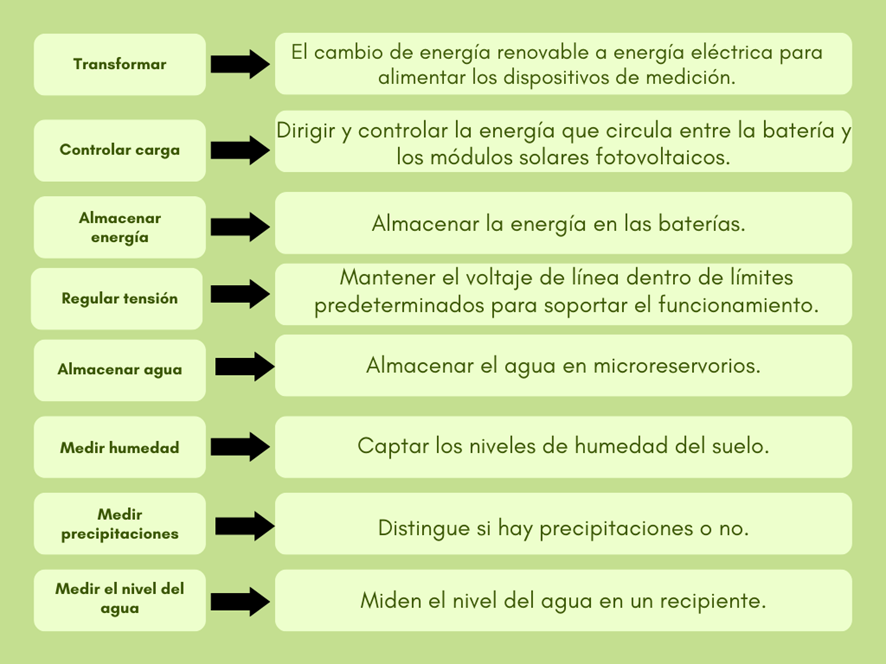 Transformar
El cambio de energía renovable a energía eléctrica para
alimentar los dispositivos de medición.
Controlar carga
Dirigir y controlar la energía que circula entre la batería y
los módulos solares fotovoltaicos.
Almacenar
energía
Almacenar la energía en las baterías.
Regular tensión
Mantener el voltaje de línea dentro de límites
predeterminados para soportar el funcionamiento.
Almacenar agua
Almacenar el agua en microreservorios.
Medir humedad
Captar los niveles de humedad del suelo.
Medir
precipitaciones
Distingue si hay precipitaciones o no.
Medir el nivel del
agua
Miden el nivel del agua en un recipiente.